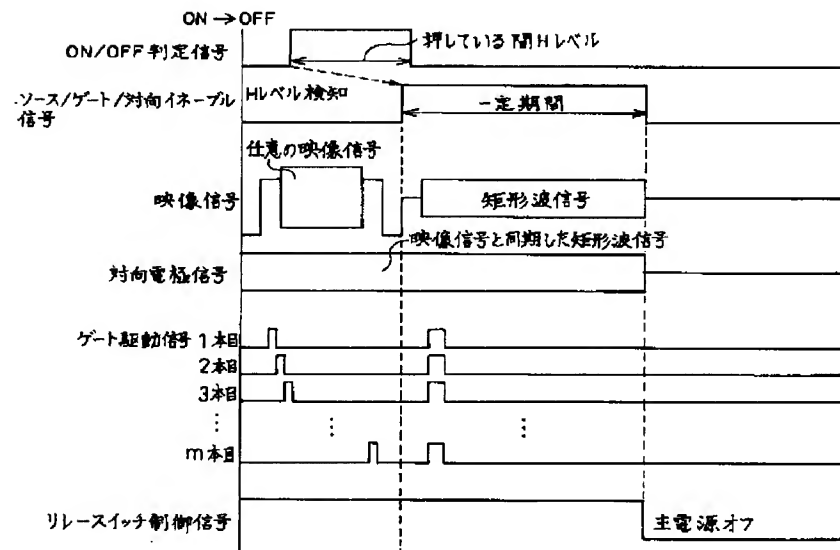 ON→OFF
ON/OFF判定信号
押している間Hレベル
ソース/ゲート/対向イネーブル
信号
Hレベル検知
一定期間
任意の映像信号
映像信号
矩形波信号
映像信号と同期した矩形波信号
対向電極信号
ゲート駆動信号 1本目
2本目
3本目
⋮
⋮
⋮
m本目
リレースイッチ制御信号
主電源オフ